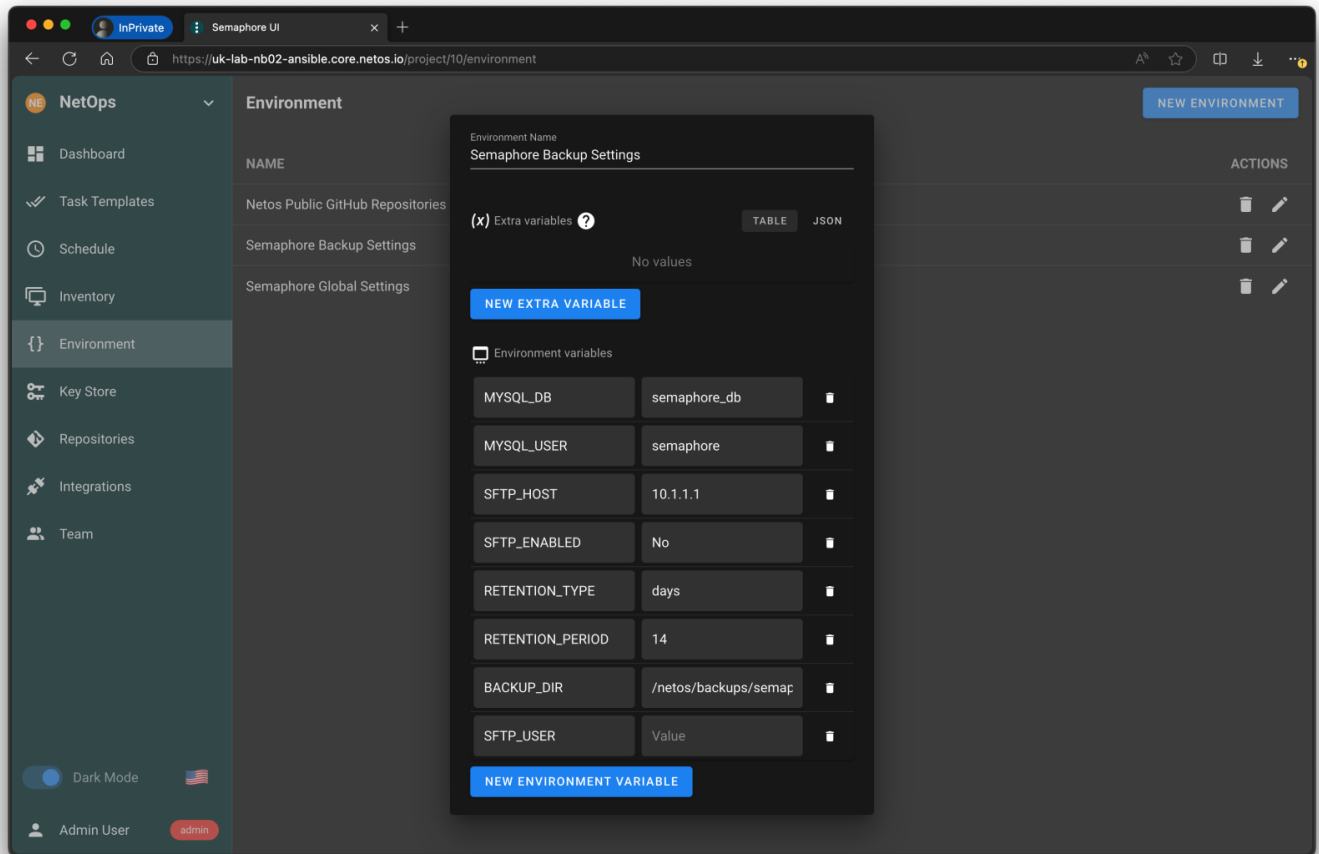 InPrivate
Semaphore UI
https://uk-lab-nb02-ansible.core.netos.io/project/10/environment
NE
NetOps
Dashboard
Task Templates
Schedule
Inventory
Environment
Key Store
Repositories
Integrations
Team
Dark Mode
Admin User admin
Environment
NEW ENVIRONMENT
NAME ACTIONS
Netos Public GitHub Repositories
Semaphore Backup Settings
Semaphore Global Settings
Environment Name
Semaphore Backup Settings
(x) Extra variables ? TABLE JSON
No values
NEW EXTRA VARIABLE
Environment variables
MYSQL_DB semaphore_db
MYSQL_USER semaphore
SFTP_HOST 10.1.1.1
SFTP_ENABLED No
RETENTION_TYPE days
RETENTION_PERIOD 14
BACKUP_DIR /netos/backups/semap
SFTP_USER Value
NEW ENVIRONMENT VARIABLE